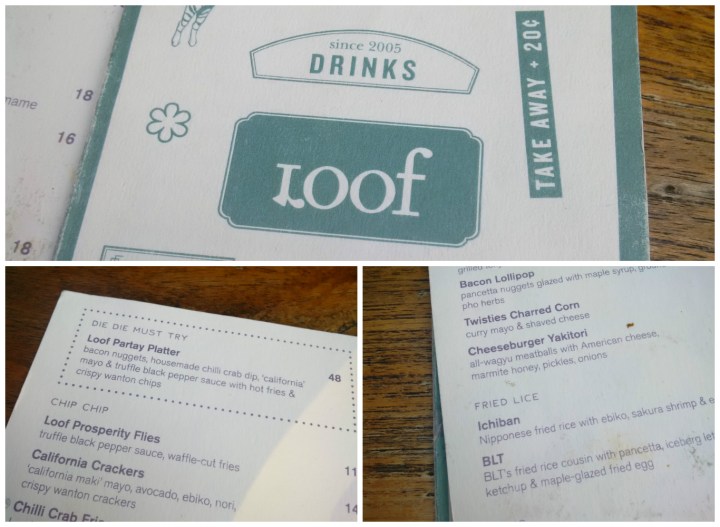 name 18
16
18
since 2005
DRINKS
loof
TAKE AWAY + 20¢
DIE DIE MUST TRY
Loof Partay Platter
bacon nuggets, housemade chilli crab dip, 'california' 48
mayo & truffle black pepper sauce with hot fries &
crispy wanton chips
CHIP CHIP
Loof Prosperity Flies
truffle black pepper sauce, waffle-cut fries
California Crackers 11
'california maki' mayo, avocado, ebiko, nori,
crispy wanton crackers 14
Chilli Crab Frie
grilled
Bacon Lollipop
pancetta nuggets glazed with maple syrup,
pho herbs
Twisties Charred Corn
curry mayo & shaved cheese
Cheeseburger Yakitori
all-wagyu meatballs with American cheese,
marmite honey, pickles, onions
FRIED LICE
Ichiban
Nipponese fried rice with ebiko, sakura shrimp & e
BLT
BLT's fried rice cousin with pancetta, iceberg let
ketchup & maple-glazed fried egg